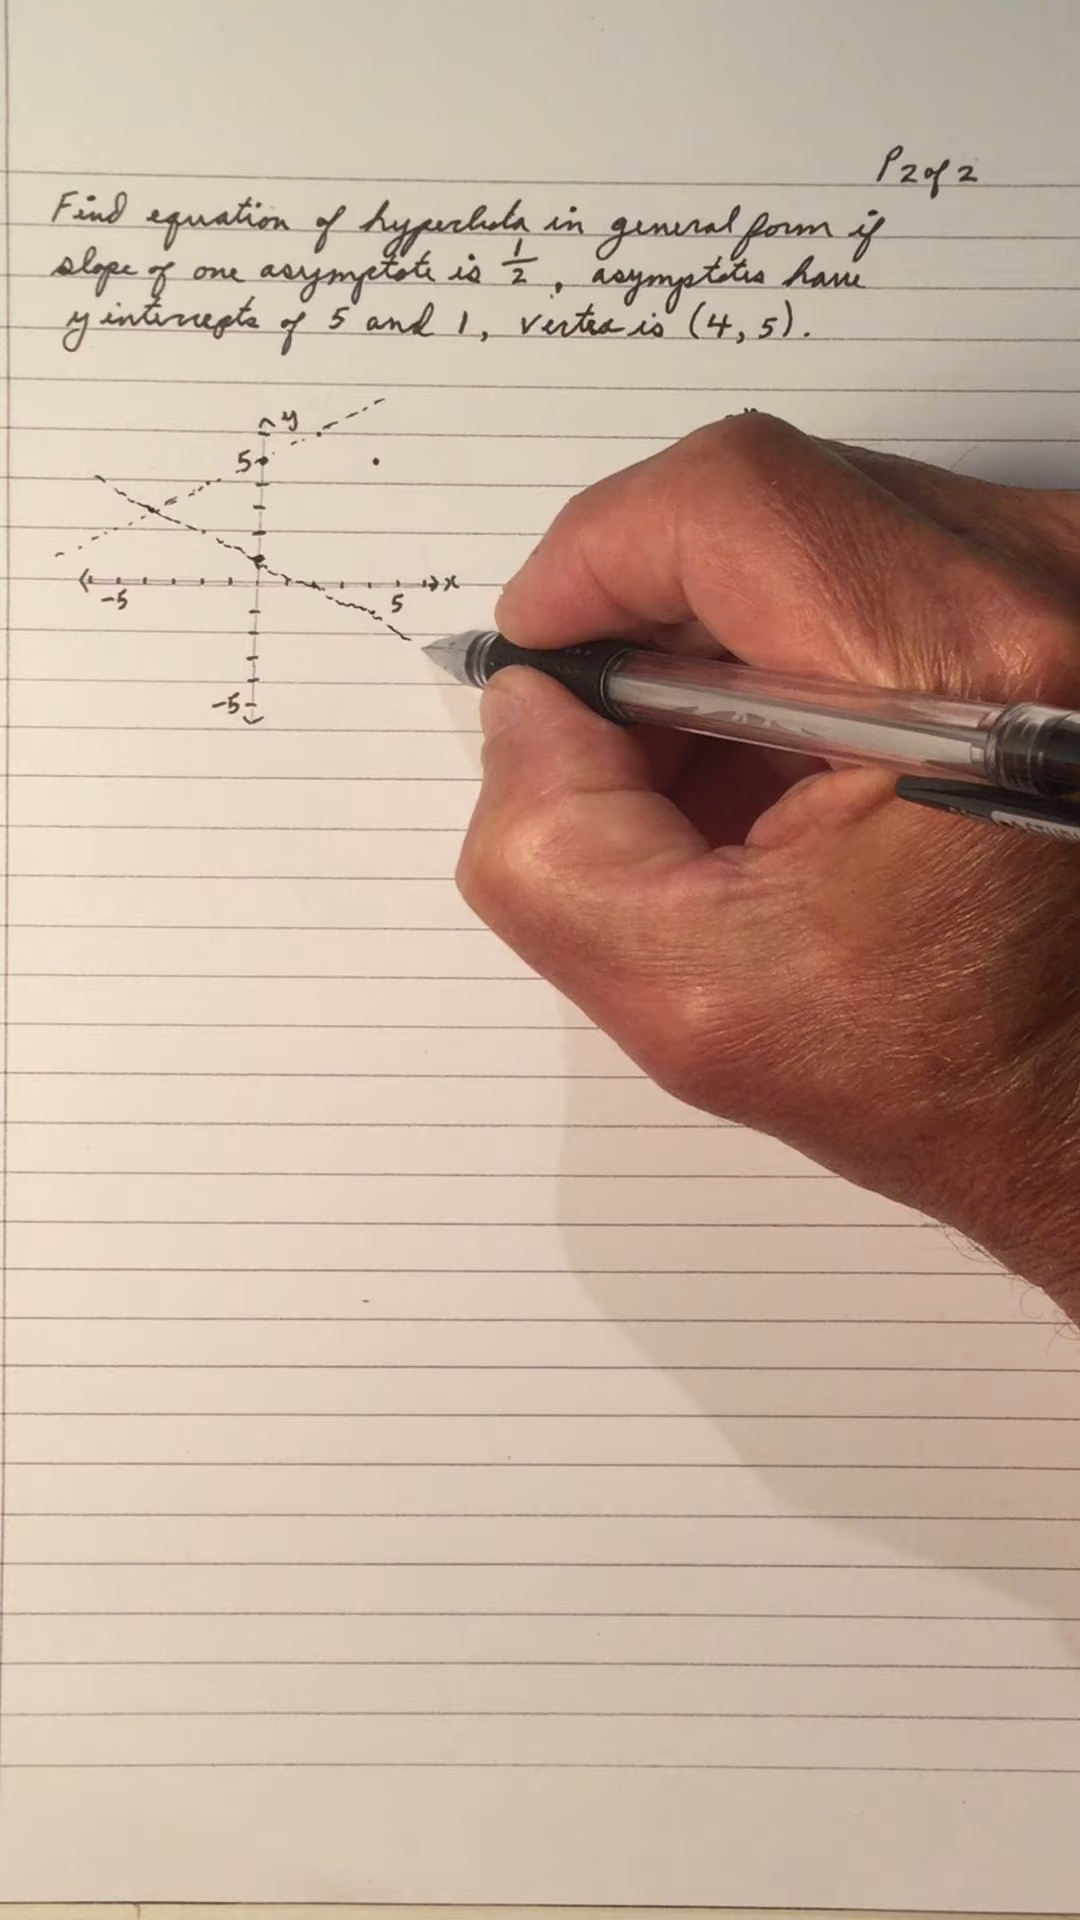 P2 of 2
Find equation of hyperbola in general form if
slope of one asymptote is 1/2, asymptotes have
y intercepts of 5 and 1, vertex is (4, 5).
y
5
x
-5
5
-5